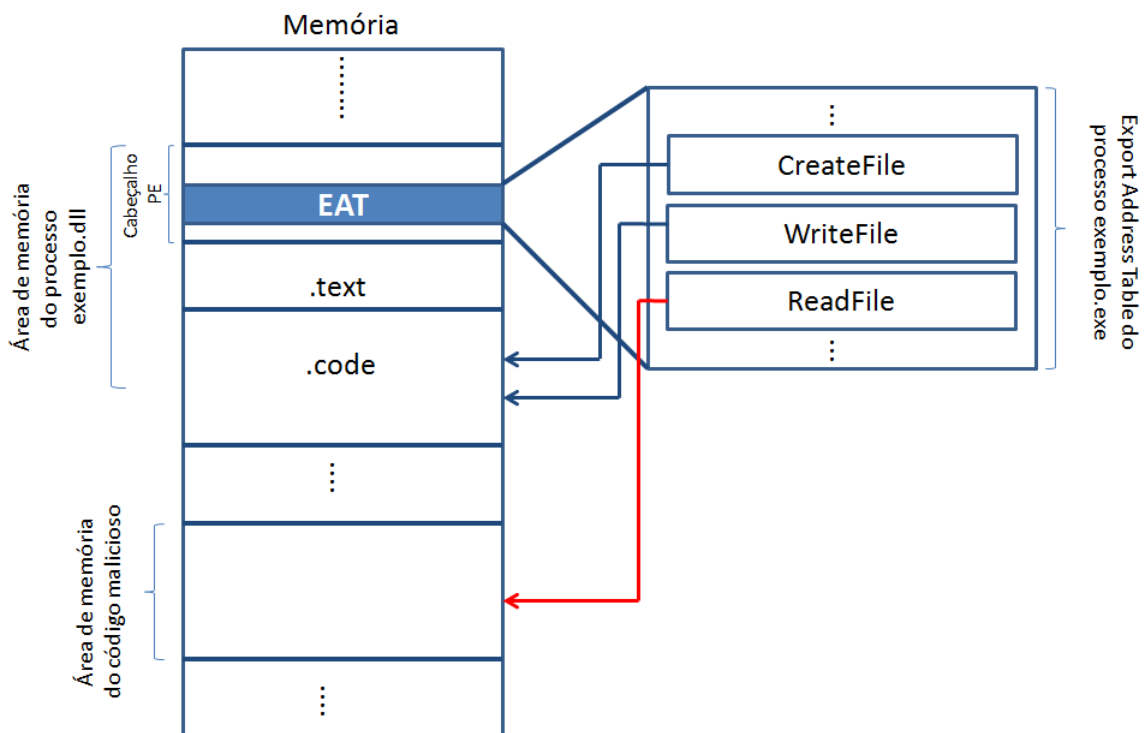 Memória
Cabeçalho
PE
EAT
Área de memória
do processo
exemplo.dll
.text
.code
Área de memória
do código malicioso
CreateFile
WriteFile
ReadFile
Export Address Table do
processo exemplo.exe